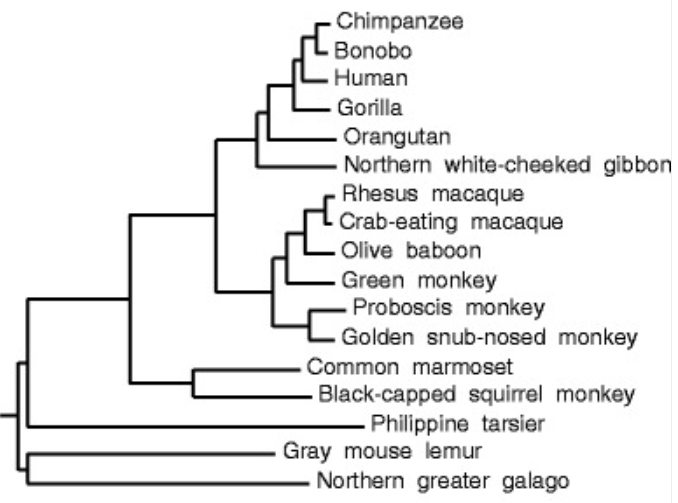 Chimpanzee
Bonobo
Human
Gorilla
Orangutan
Northern white-cheeked gibbon
Rhesus macaque
Crab-eating macaque
Olive baboon
Green monkey
Proboscis monkey
Golden snub-nosed monkey
Common marmoset
Black-capped squirrel monkey
Philippine tarsier
Gray mouse lemur
Northern greater galago